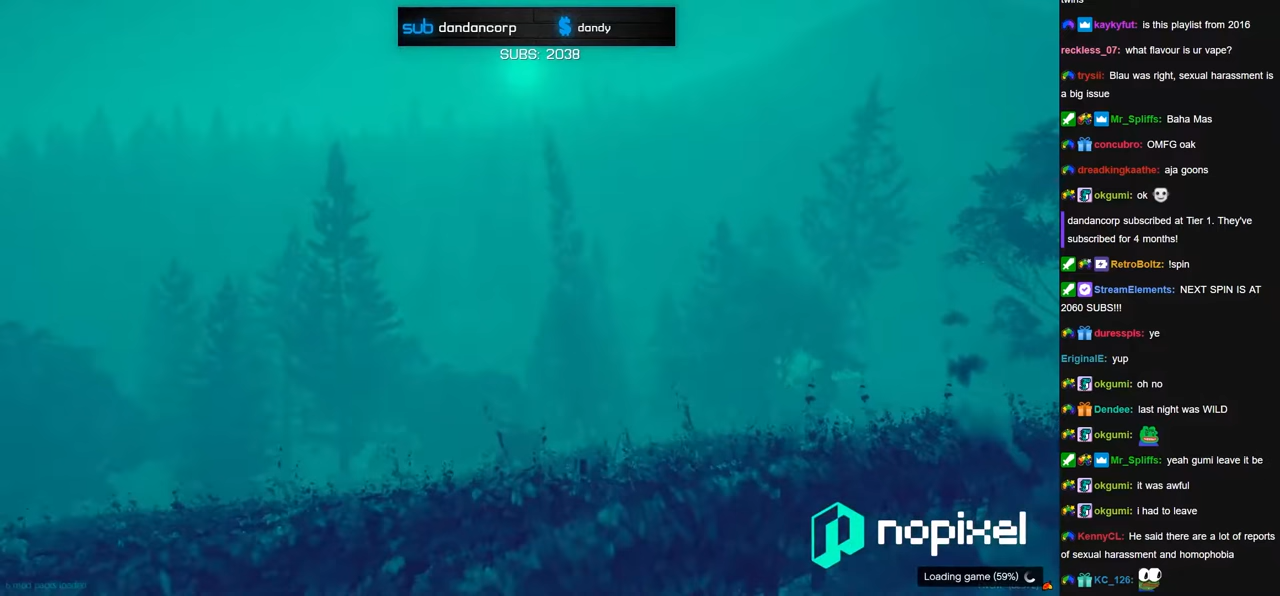 sub dandancorp dandy
SUBS: 2038
nopixel
Loading game (59%)
twins
kaykyfut: is this playlist from 2016
reckless_07: what flavour is ur vape?
trysii: Blau was right, sexual harassment is
a big issue
Mr_Spliffs: Baha Mas
concubro: OMFG oak
dreadkingkaathe: aja goons
okgumi: ok
dandancorp subscribed at Tier 1. They've
subscribed for 4 months!
RetroBoltz: !spin
StreamElements: NEXT SPIN IS AT
2060 SUBS!!!
duresspls: ye
EriginalE: yup
okgumi: oh no
Dendee: last night was WILD
okgumi:
Mr_Spliffs: yeah gumi leave it be
okgumi: it was awful
okgumi: i had to leave
KennyCL: He said there are a lot of reports
of sexual harassment and homophobia
KC_126: